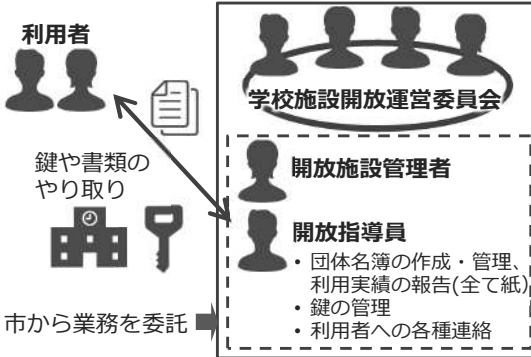 利用者
学校施設開放運営委員会
鍵や書類の
やり取り
開放施設管理者
開放指導員
・団体名簿の作成・管理、
利用実績の報告(全て紙)
・鍵の管理
・利用者への各種連絡
市から業務を委託